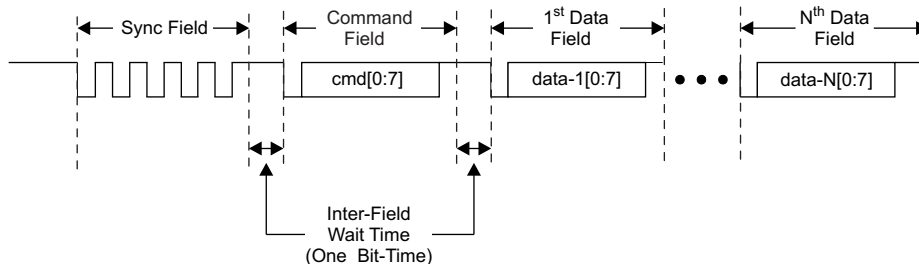 Sync Field
Command
Field
1st Data
Field
Nth Data
Field
cmd[0:7]
data-1[0:7]
data-N[0:7]
Inter-Field
Wait Time
(One Bit-Time)